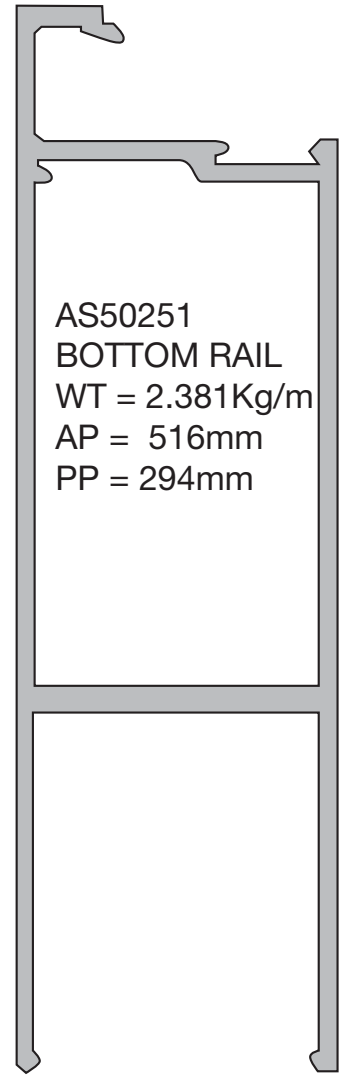 AS50251
BOTTOM RAIL
WT = 2.381Kg/m
AP =  516mm
PP = 294mm